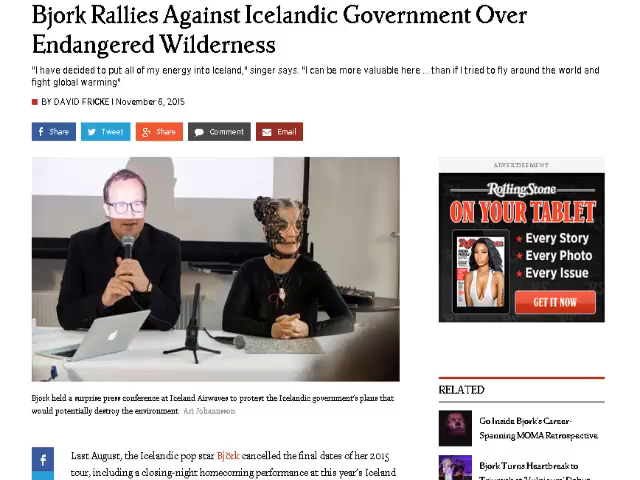 Bjork Rallies Against Icelandic Government Over
Endangered Wilderness
"I have decided to put all of my energy into Iceland," singer says. "I can be more valuable here ... than if I tried to fly around the world and
fight global warming"
BY DAVID FRICKE | November 6, 2015
Share
Tweet
Share
Comment
Email
ADVERTISEMENT
RollingStone
ON YOUR TABLET
Every Story
Every Photo
Every Issue
GET IT NOW
Bjork held a surprise press conference at Iceland Airwaves to protest the Icelandic government's plans that
would potentially destroy the environment Ari Johannsson
RELATED
Go Inside Bjork's Career-
Spanning MOMA Retrospective
Bjork Turns Heartbreak to
Last August, the Icelandic pop star Björk cancelled the final dates of her 2015
tour, including a closing-night homecoming performance at this year's Iceland